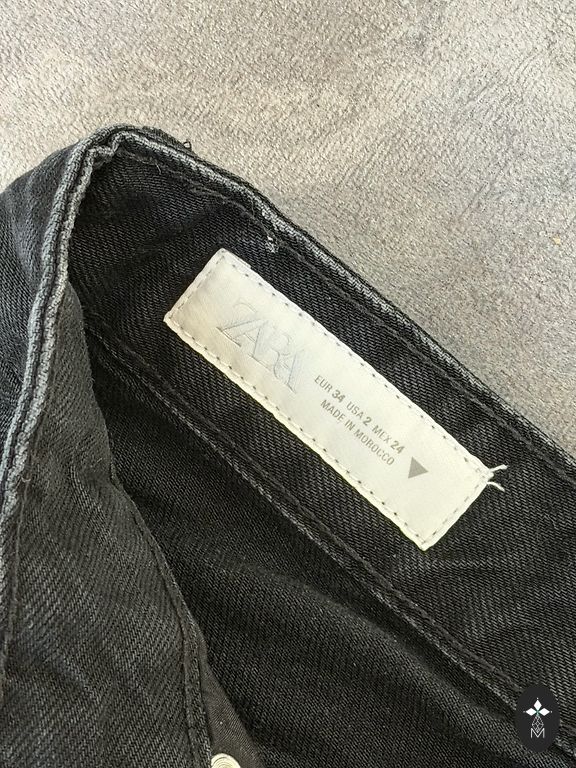 ZARA
EUR 34 USA 2 MEX 24
MADE IN MOROCCO